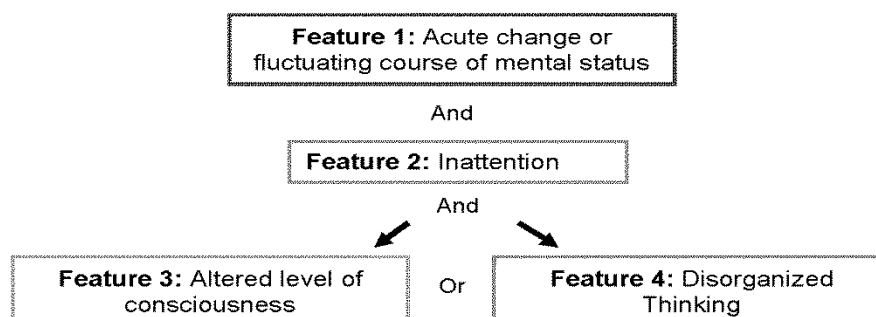 Feature 1: Acute change or
fluctuating course of mental status
And
Feature 2: Inattention
And
Feature 3: Altered level of
consciousness
Or
Feature 4: Disorganized
Thinking